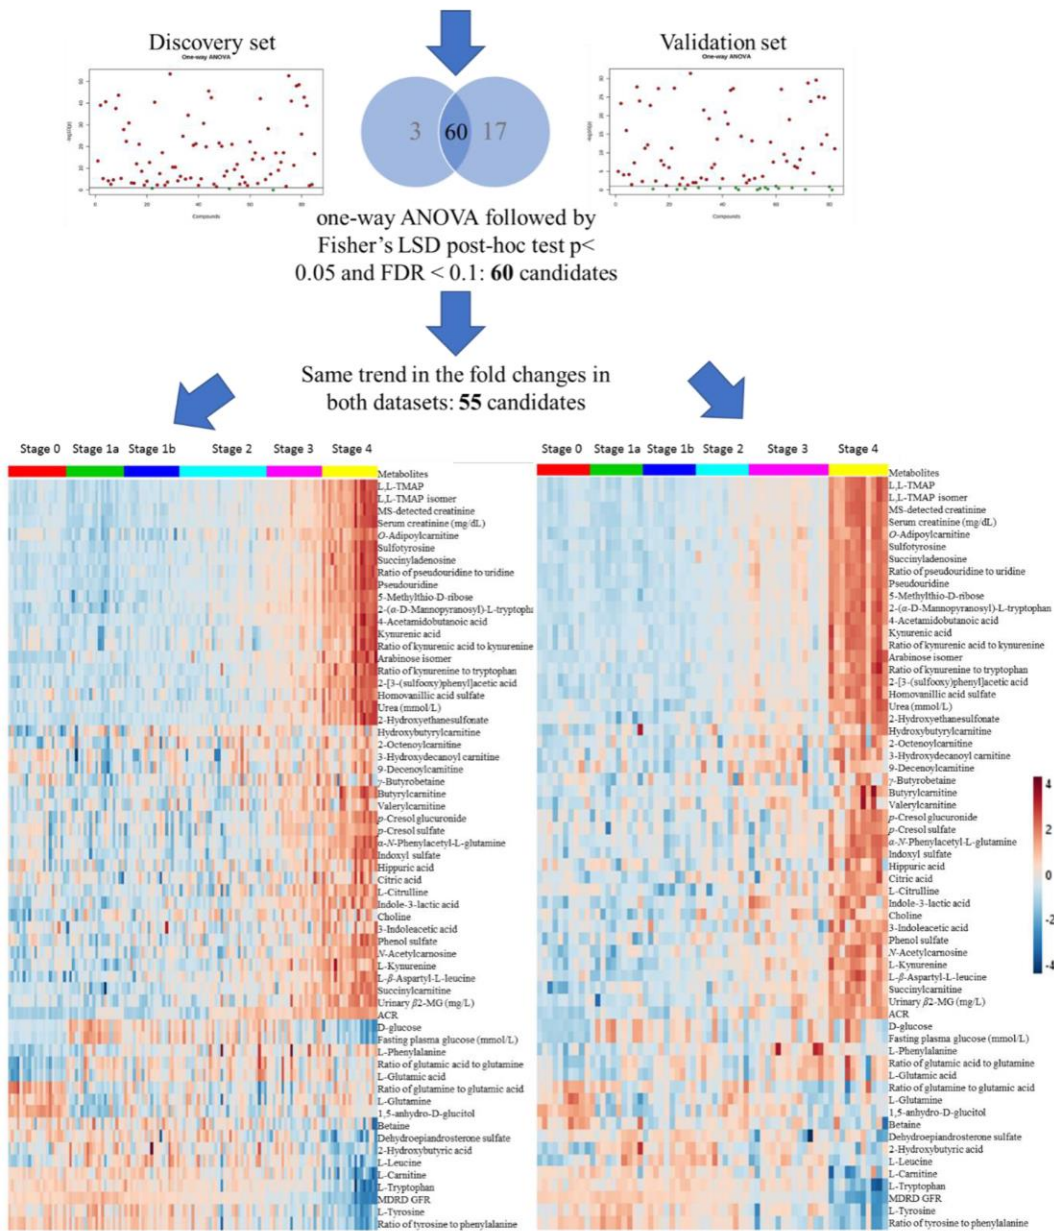 Discovery set
One-way ANOVA
Validation set
One-way ANOVA
3 60 17
Compounds
Compounds
one-way ANOVA followed by
Fisher's LSD post-hoc test p<
0.05 and FDR < 0.1: 60 candidates
Same trend in the fold changes in
both datasets: 55 candidates
Stage 0 Stage 1a Stage 1b Stage 2 Stage 3 Stage 4
Metabolites
L,L-TMAP
L,L-TMAP isomer
MS-detected creatinine
Serum creatinine (mg/dL)
O-Adipoylcarnitine
Sulfotyrosine
Succinyladenosine
Ratio of pseudouridine to uridine
Pseudouridine
5-Methylthio-D-ribose
2-(α-D-Mannopyranosyl)-L-tryptopha
4-Acetamidobutanoic acid
Kynurenic acid
Ratio of kynurenic acid to kynurenine
Arabinose isomer
Ratio of kynurenine to tryptophan
2-[3-(sulfooxy)phenyl]acetic acid
Homovanillic acid sulfate
Urea (mmol/L)
2-Hydroxyethanesulfonate
Hydroxybutyrylcarnitine
2-Octenoylcarnitine
3-Hydroxydecanoyl carnitine
9-Decenoylcarnitine
γ-Butyrobetaine
Butyrylcarnitine
Valerylcarnitine
p-Cresol glucuronide
p-Cresol sulfate
α-N-Phenylacetyl-L-glutamine
Indoxyl sulfate
Hippuric acid
Citric acid
L-Citrulline
Indole-3-lactic acid
Choline
3-Indoleacetic acid
Phenol sulfate
N-Acetylcarnosine
L-Kynurenine
L-β-Aspartyl-L-leucine
Succinylcarnitine
Urinary β2-MG (mg/L)
ACR
D-glucose
Fasting plasma glucose (mmol/L)
L-Phenylalanine
Ratio of glutamic acid to glutamine
L-Glutamic acid
Ratio of glutamine to glutamic acid
L-Glutamine
1,5-anhydro-D-glucitol
Betaine
Dehydroepiandrosterone sulfate
2-Hydroxybutyric acid
L-Leucine
L-Carnitine
L-Tryptophan
MDRD GFR
L-Tyrosine
Ratio of tyrosine to phenylalanine
Stage 0 Stage 1a Stage 1b Stage 2 Stage 3 Stage 4
Metabolites
L,L-TMAP
L,L-TMAP isomer
MS-detected creatinine
Serum creatinine (mg/dL)
O-Adipoylcarnitine
Sulfotyrosine
Succinyladenosine
Ratio of pseudouridine to uridine
Pseudouridine
5-Methylthio-D-ribose
2-(α-D-Mannopyranosyl)-L-tryptophan
4-Acetamidobutanoic acid
Kynurenic acid
Ratio of kynurenic acid to kynurenine
Arabinose isomer
Ratio of kynurenine to tryptophan
2-[3-(sulfooxy)phenyl]acetic acid
Homovanillic acid sulfate
Urea (mmol/L)
2-Hydroxyethanesulfonate
Hydroxybutyrylcarnitine
2-Octenoylcarnitine
3-Hydroxydecanoyl carnitine
9-Decenoylcarnitine
γ-Butyrobetaine
Butyrylcarnitine
Valerylcarnitine
p-Cresol glucuronide
p-Cresol sulfate
α-N-Phenylacetyl-L-glutamine
Indoxyl sulfate
Hippuric acid
Citric acid
L-Citrulline
Indole-3-lactic acid
Choline
3-Indoleacetic acid
Phenol sulfate
N-Acetylcarnosine
L-Kynurenine
L-β-Aspartyl-L-leucine
Succinylcarnitine
Urinary β2-MG (mg/L)
ACR
D-glucose
Fasting plasma glucose (mmol/L)
L-Phenylalanine
Ratio of glutamic acid to glutamine
L-Glutamic acid
Ratio of glutamine to glutamic acid
L-Glutamine
1,5-anhydro-D-glucitol
Betaine
Dehydroepiandrosterone sulfate
2-Hydroxybutyric acid
L-Leucine
L-Carnitine
L-Tryptophan
MDRD GFR
L-Tyrosine
Ratio of tyrosine to phenylalanine
4
2
0
-2
-4